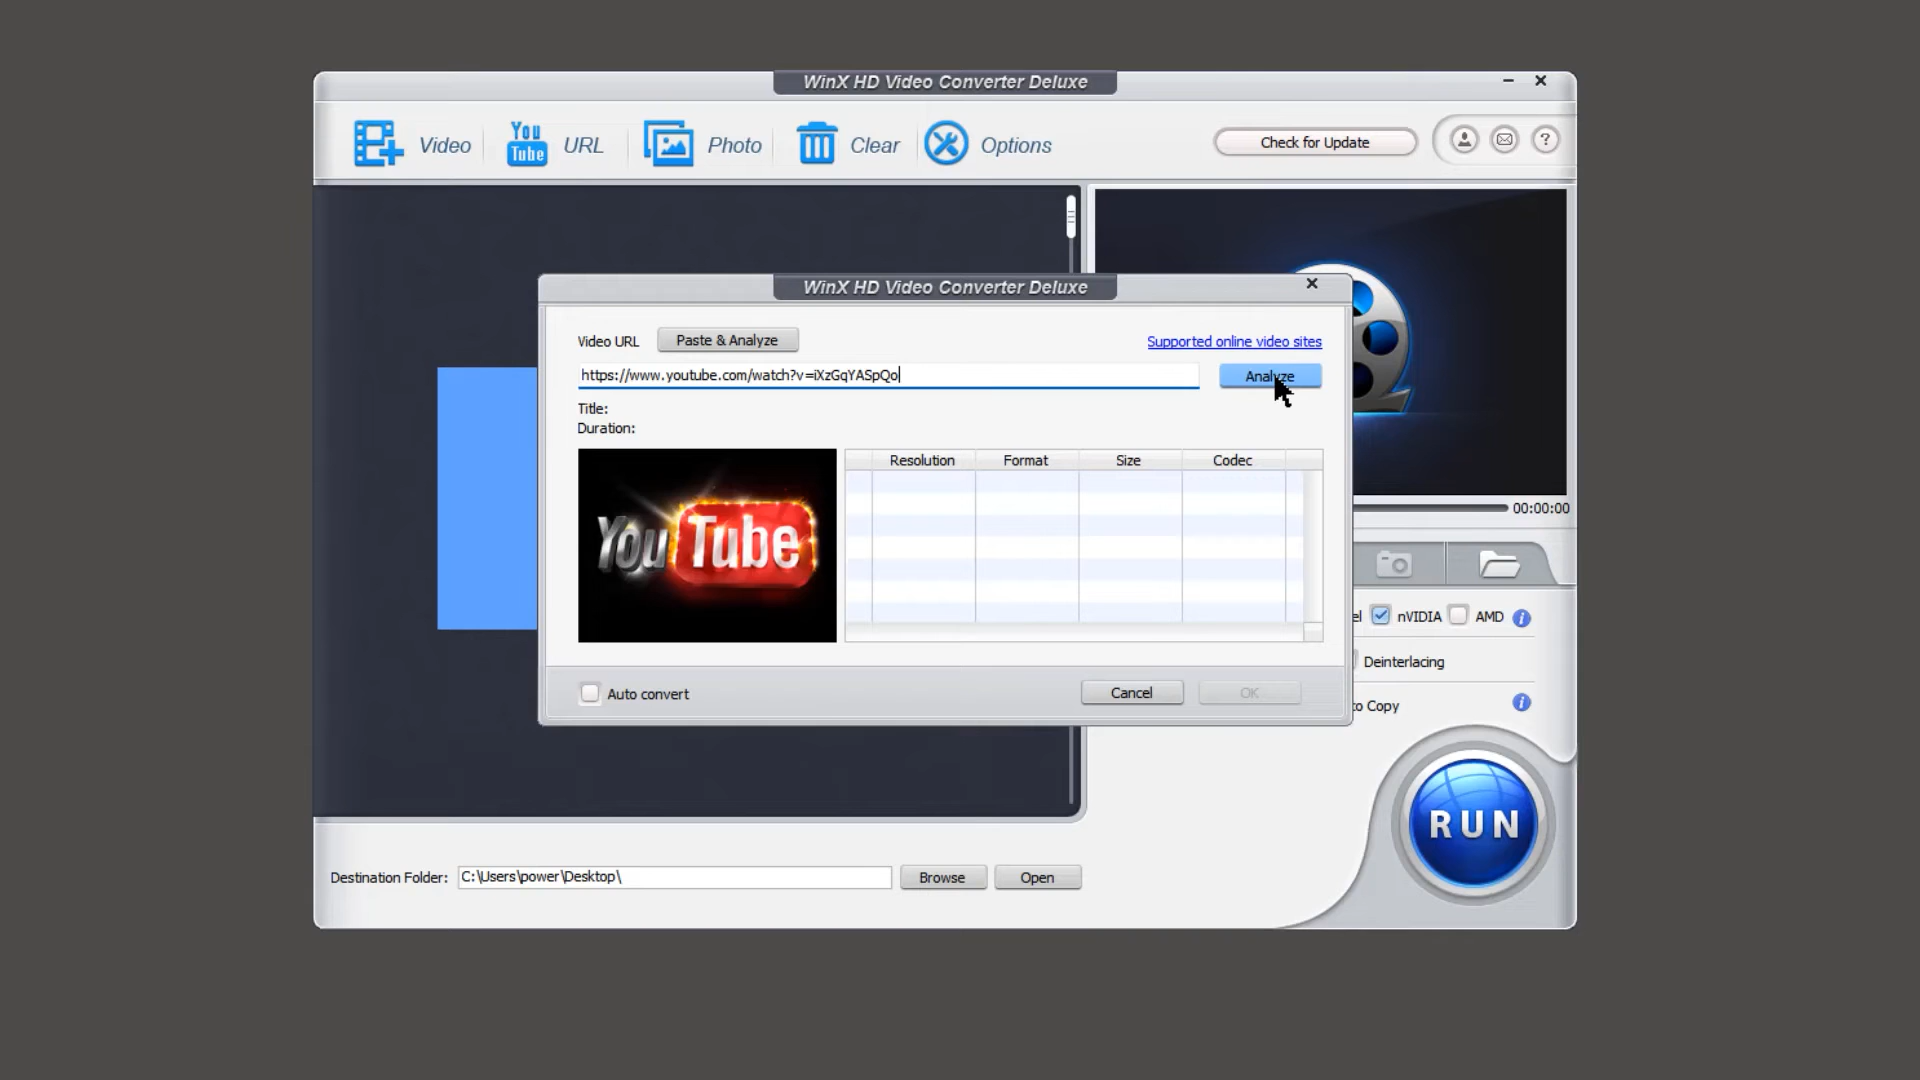 WinX HD Video Converter Deluxe
Video
You Tube URL
Photo
Clear
Options
Check for Update
?
WinX HD Video Converter Deluxe
Video URL
Paste & Analyze
Supported online video sites
https://www.youtube.com/watch?v=iXzGqYASpQo
Analyze
Title:
Duration:
YouTube
Resolution Format Size Codec
00:00:00
nVIDIA
AMD
Deinterlacing
Copy
Auto convert
Cancel
OK
RUN
Destination Folder: C:\Users\power\Desktop\
Browse
Open